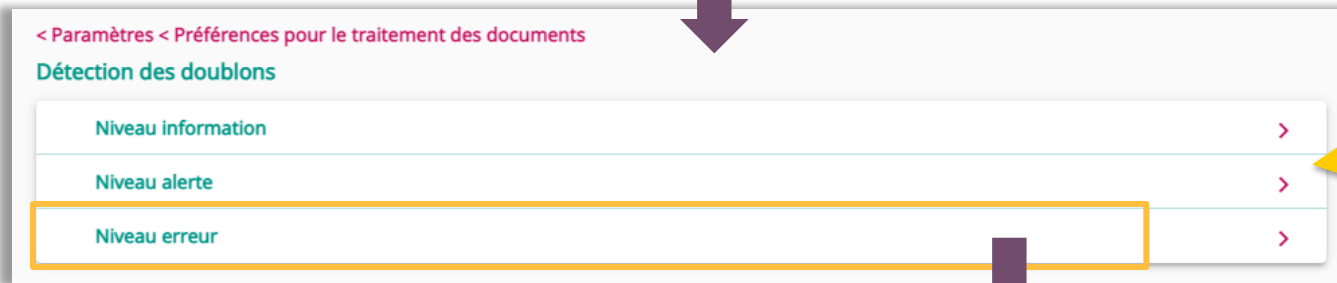 < Paramètres < Préférences pour le traitement des documents
Détection des doublons
Niveau information
Niveau alerte
Niveau erreur